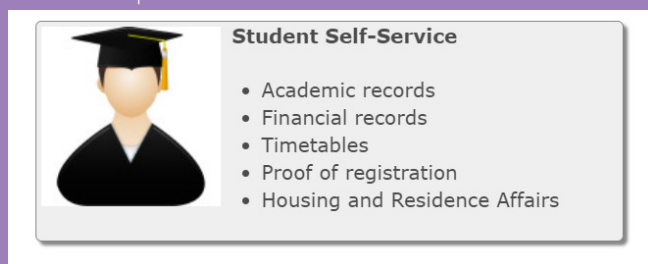 Student Self-Service
Academic records
Financial records
Timetables
Proof of registration
Housing and Residence Affairs